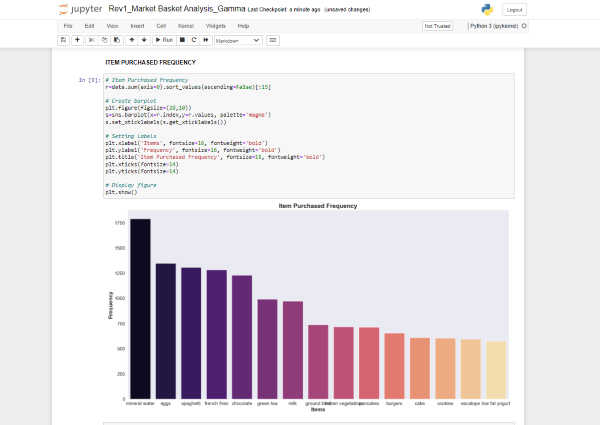 jupyter Rev1_Market Basket Analysis_Gamma Last Checkpoint: a minute ago (unsaved changes) Logout
File Edit View Insert Cell Kernel Widgets Help Not Trusted Python 3 (ipykernel)
Run Markdown
ITEM PURCHASED FREQUENCY
In [9]: # Item Purchased Frequency
r=data.sum(axis=0).sort_values(ascending=False)[:15]
# Create barplot
plt.figure(figsize=(20,10))
s=sns.barplot(x=r.index,y=r.values, palette='magma')
s.set_xticklabels(s.get_xticklabels())
# Setting Labels
plt.xlabel('Items', fontsize=16, fontweight='bold')
plt.ylabel('Frequency', fontsize=16, fontweight='bold')
plt.title('Item Purchased Frequency', fontsize=18, fontweight='bold')
plt.xticks(fontsize=14)
plt.yticks(fontsize=14)
# Display figure
plt.show()
Item Purchased Frequency
1750
1500
1250
1000
750
500
250
0
Frequency
mineral water eggs spaghetti french fries chocolate green tea milk ground vegetables pancakes burgers cake cookies escalope low fat yogurt
Items